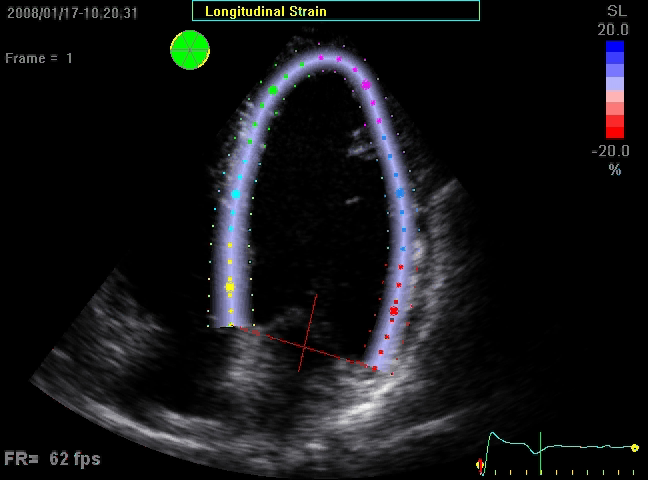 2008/01/17-10,20,31
Longitudinal Strain
SL
20.0
Frame = 1
-20.0
%
FR= 62 fps